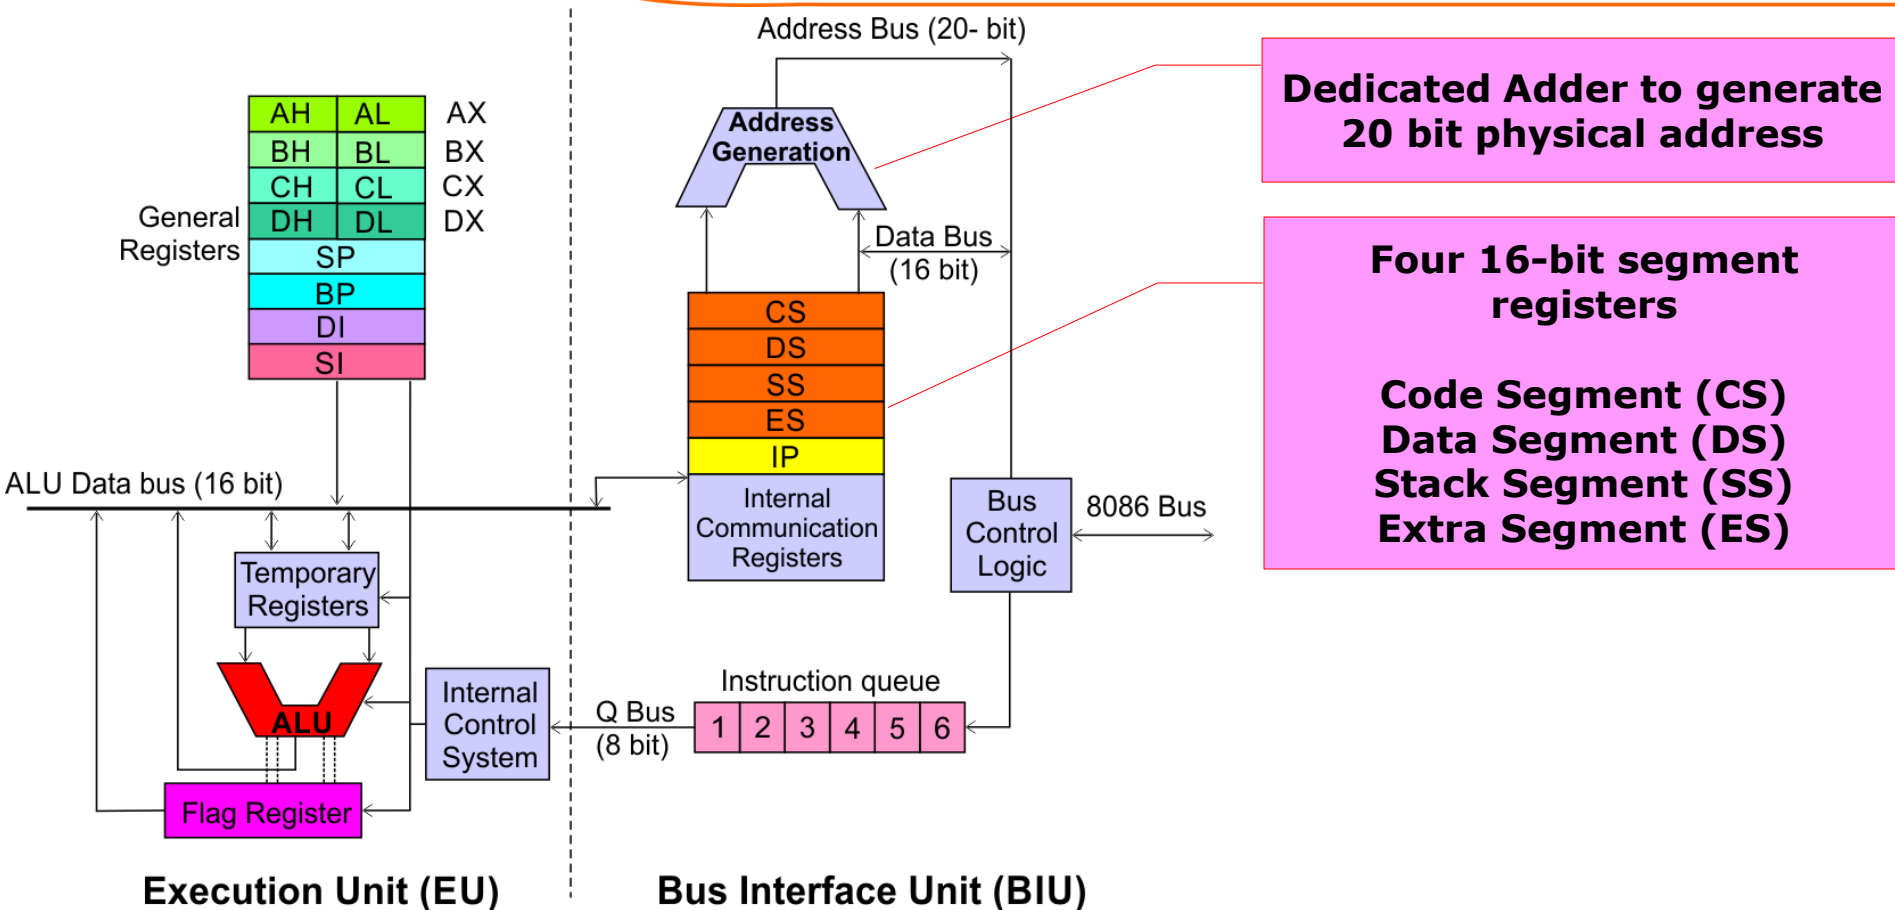 Address Bus (20- bit)
Dedicated Adder to generate
20 bit physical address
AH AL AX
BH BL BX
CH CL CX
DH DL DX
General
Registers
SP
BP
DI
SI
Address
Generation
Data Bus
(16 bit)
Four 16-bit segment
registers
Code Segment (CS)
Data Segment (DS)
Stack Segment (SS)
Extra Segment (ES)
CS
DS
SS
ES
IP
Internal
Communication
Registers
ALU Data bus (16 bit)
Bus
Control
Logic
8086 Bus
Temporary
Registers
ALU
Internal
Control
System
Q Bus
(8 bit)
Instruction queue
1 2 3 4 5 6
Flag Register
Execution Unit (EU)
Bus Interface Unit (BIU)